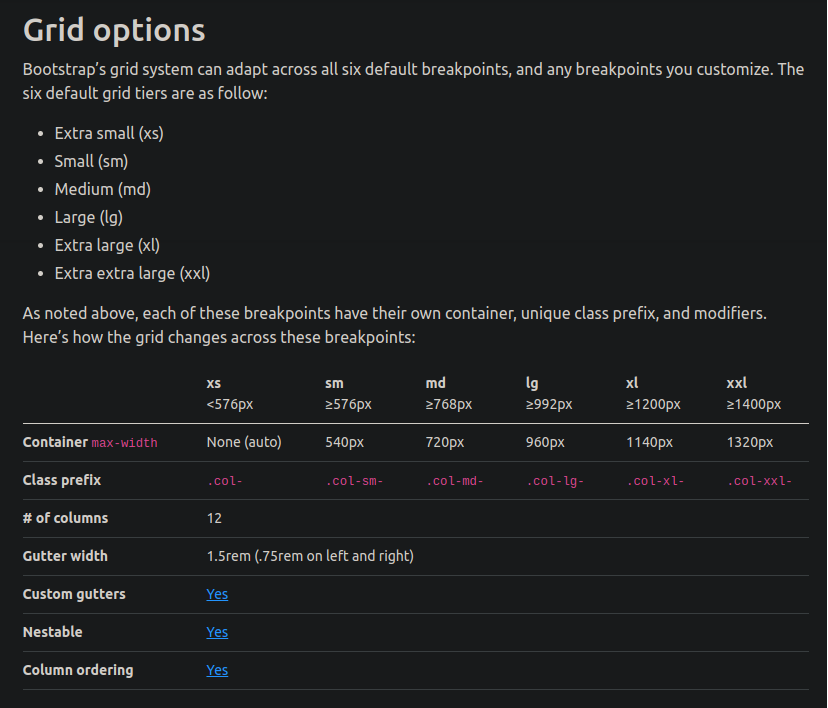 Grid options
Bootstrap's grid system can adapt across all six default breakpoints, and any breakpoints you customize. The
six default grid tiers are as follow:
• Extra small (xs)
• Small (sm)
• Medium (md)
• Large (lg)
• Extra large (xl)
• Extra extra large (xxl)
As noted above, each of these breakpoints have their own container, unique class prefix, and modifiers.
Here's how the grid changes across these breakpoints:
xs sm md lg xl xxl
<576px ≥576px ≥768px ≥992px ≥1200px ≥1400px
Container max-width None (auto) 540px 720px 960px 1140px 1320px
Class prefix .col- .col-sm- .col-md- .col-lg- .col-xl- .col-xxl-
# of columns 12
Gutter width 1.5rem (.75rem on left and right)
Custom gutters Yes
Nestable Yes
Column ordering Yes